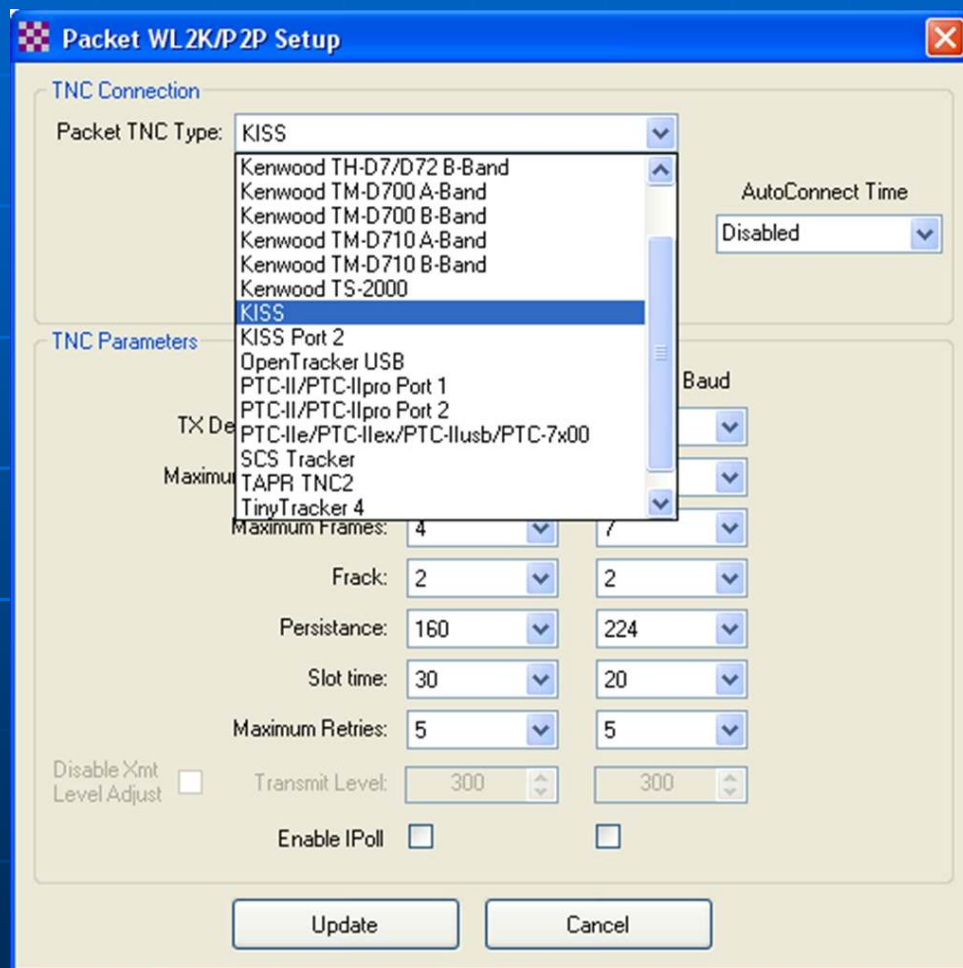 Packet WL2K/P2P Setup
TNC Connection
Packet TNC Type: KISS
Kenwood TH-D7/D72 B-Band
Kenwood TM-D700 A-Band
Kenwood TM-D700 B-Band
Kenwood TM-D710 A-Band
Kenwood TM-D710 B-Band
Kenwood TS-2000
KISS
KISS Port 2
OpenTracker USB
PTC-II/PTC-IIpro Port 1
PTC-II/PTC-IIpro Port 2
PTC-IIe/PTC-IIex/PTC-IIusb/PTC-7x00
SCS Tracker
TAPR TNC2
TinyTracker 4
AutoConnect Time
Disabled
TNC Parameters
Baud
TX De
Maximu
Maximum Frames: 4 7
Frack: 2 2
Persistance: 160 224
Slot time: 30 20
Maximum Retries: 5 5
Disable Xmt
Level Adjust
Transmit Level: 300 300
Enable IPoll
Update Cancel